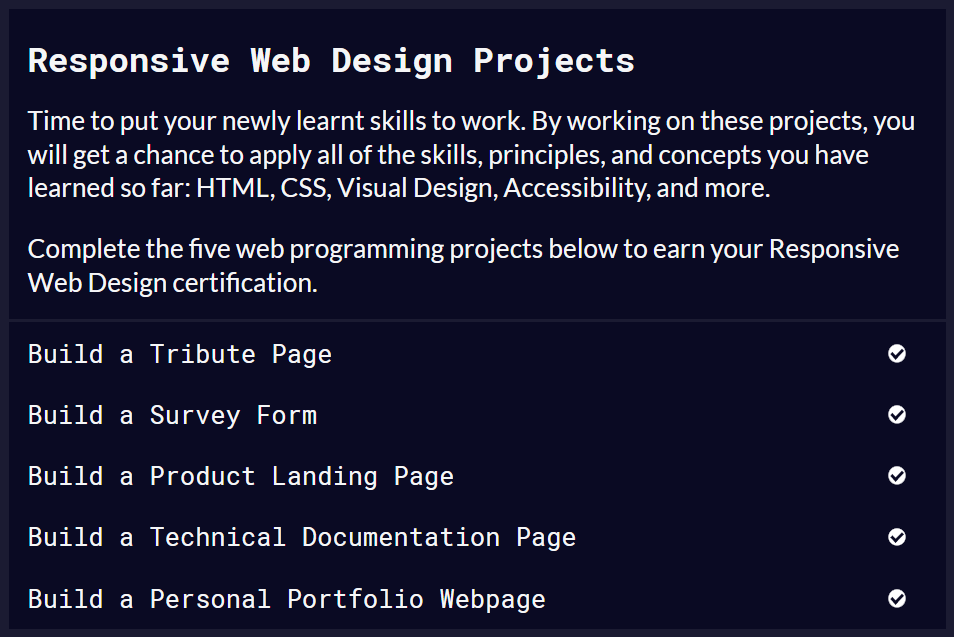 Responsive Web Design Projects
Time to put your newly learnt skills to work. By working on these projects, you
will get a chance to apply all of the skills, principles, and concepts you have
learned so far: HTML, CSS, Visual Design, Accessibility, and more.
Complete the five web programming projects below to earn your Responsive
Web Design certification.
Build a Tribute Page
Build a Survey Form
Build a Product Landing Page
Build a Technical Documentation Page
Build a Personal Portfolio Webpage